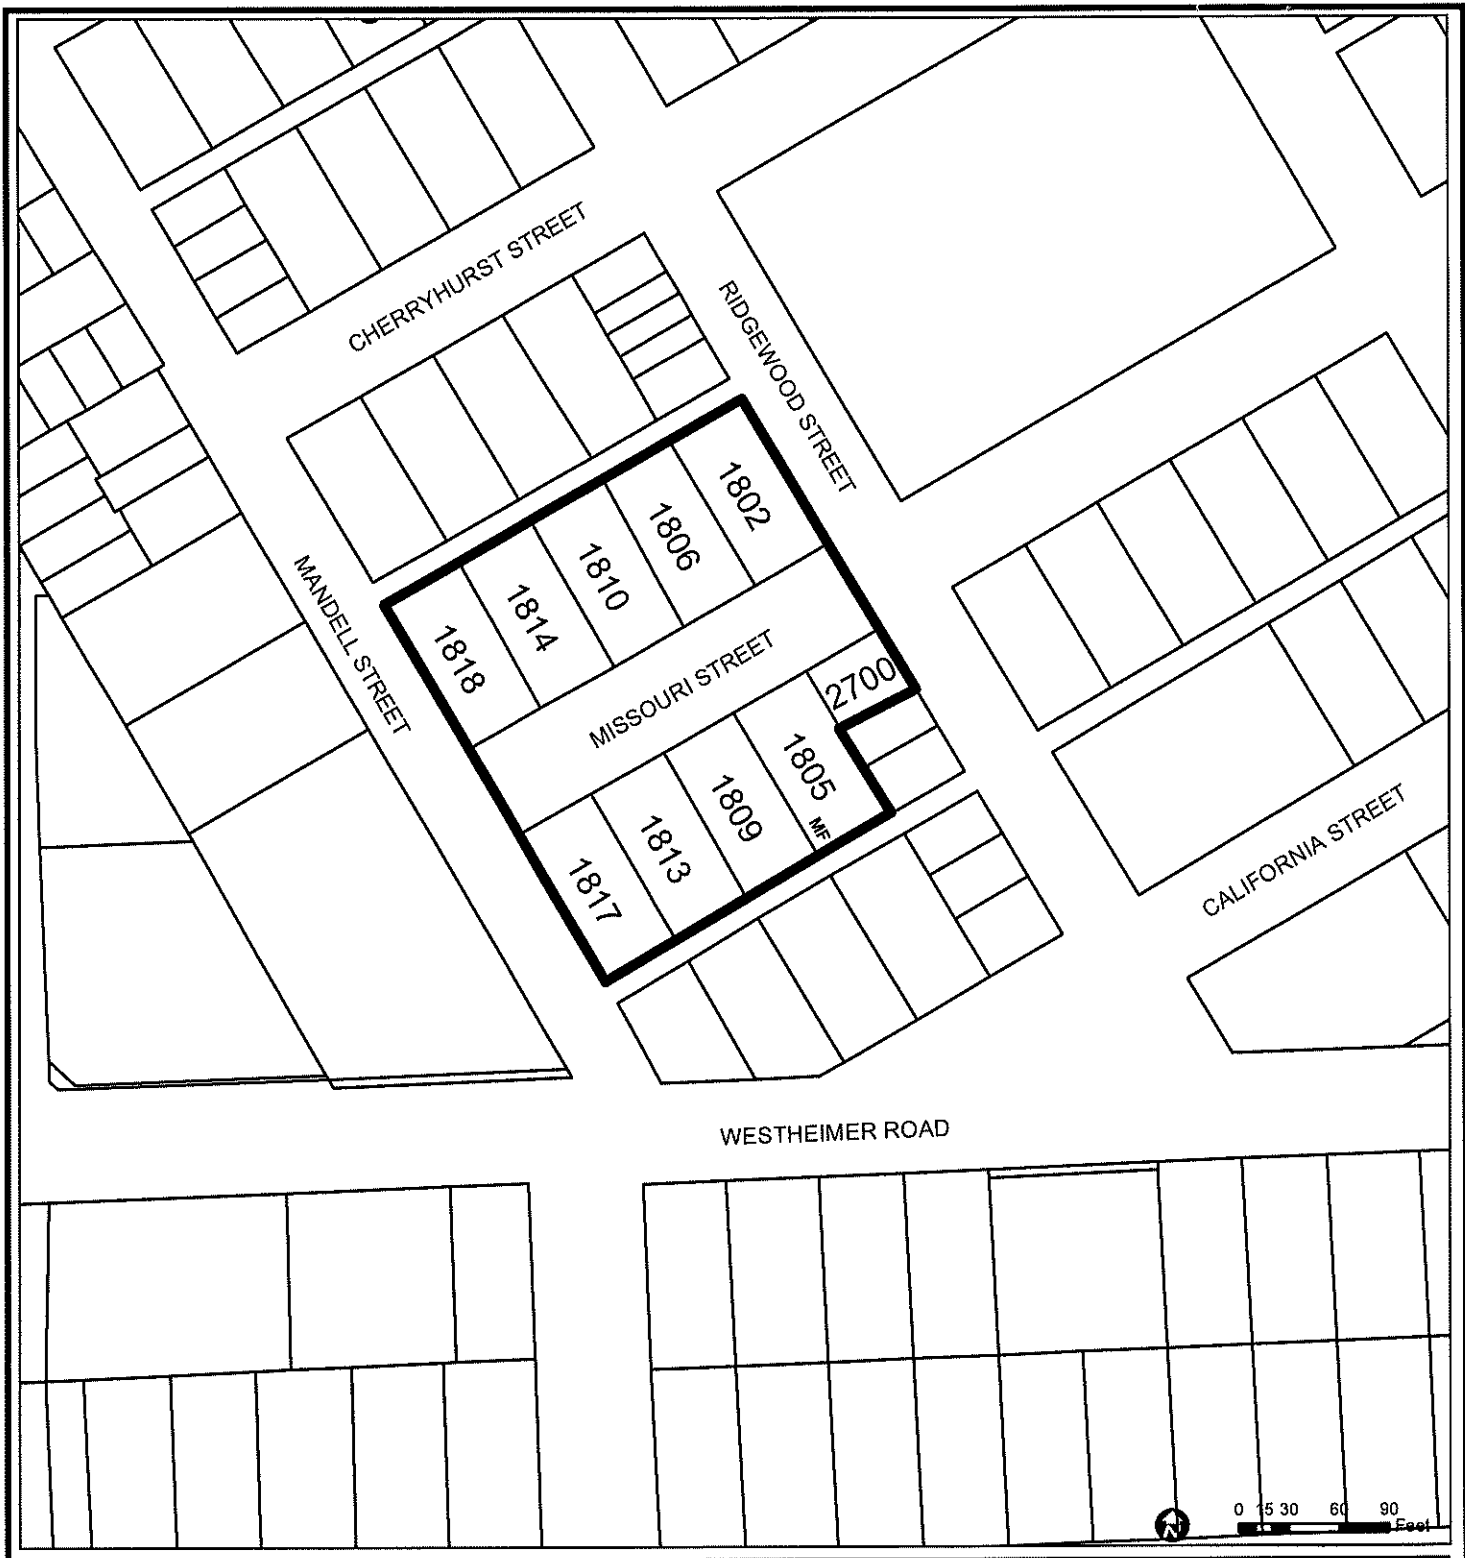 CHERRYHURST STREET
RIDGEWOOD STREET
1802
1806
1810
1814
1818
MANDELL STREET
MISSOURI STREET
2700
1805
MF
1809
1813
1817
CALIFORNIA STREET
WESTHEIMER ROAD
N
0 15 30 60 90
Feet